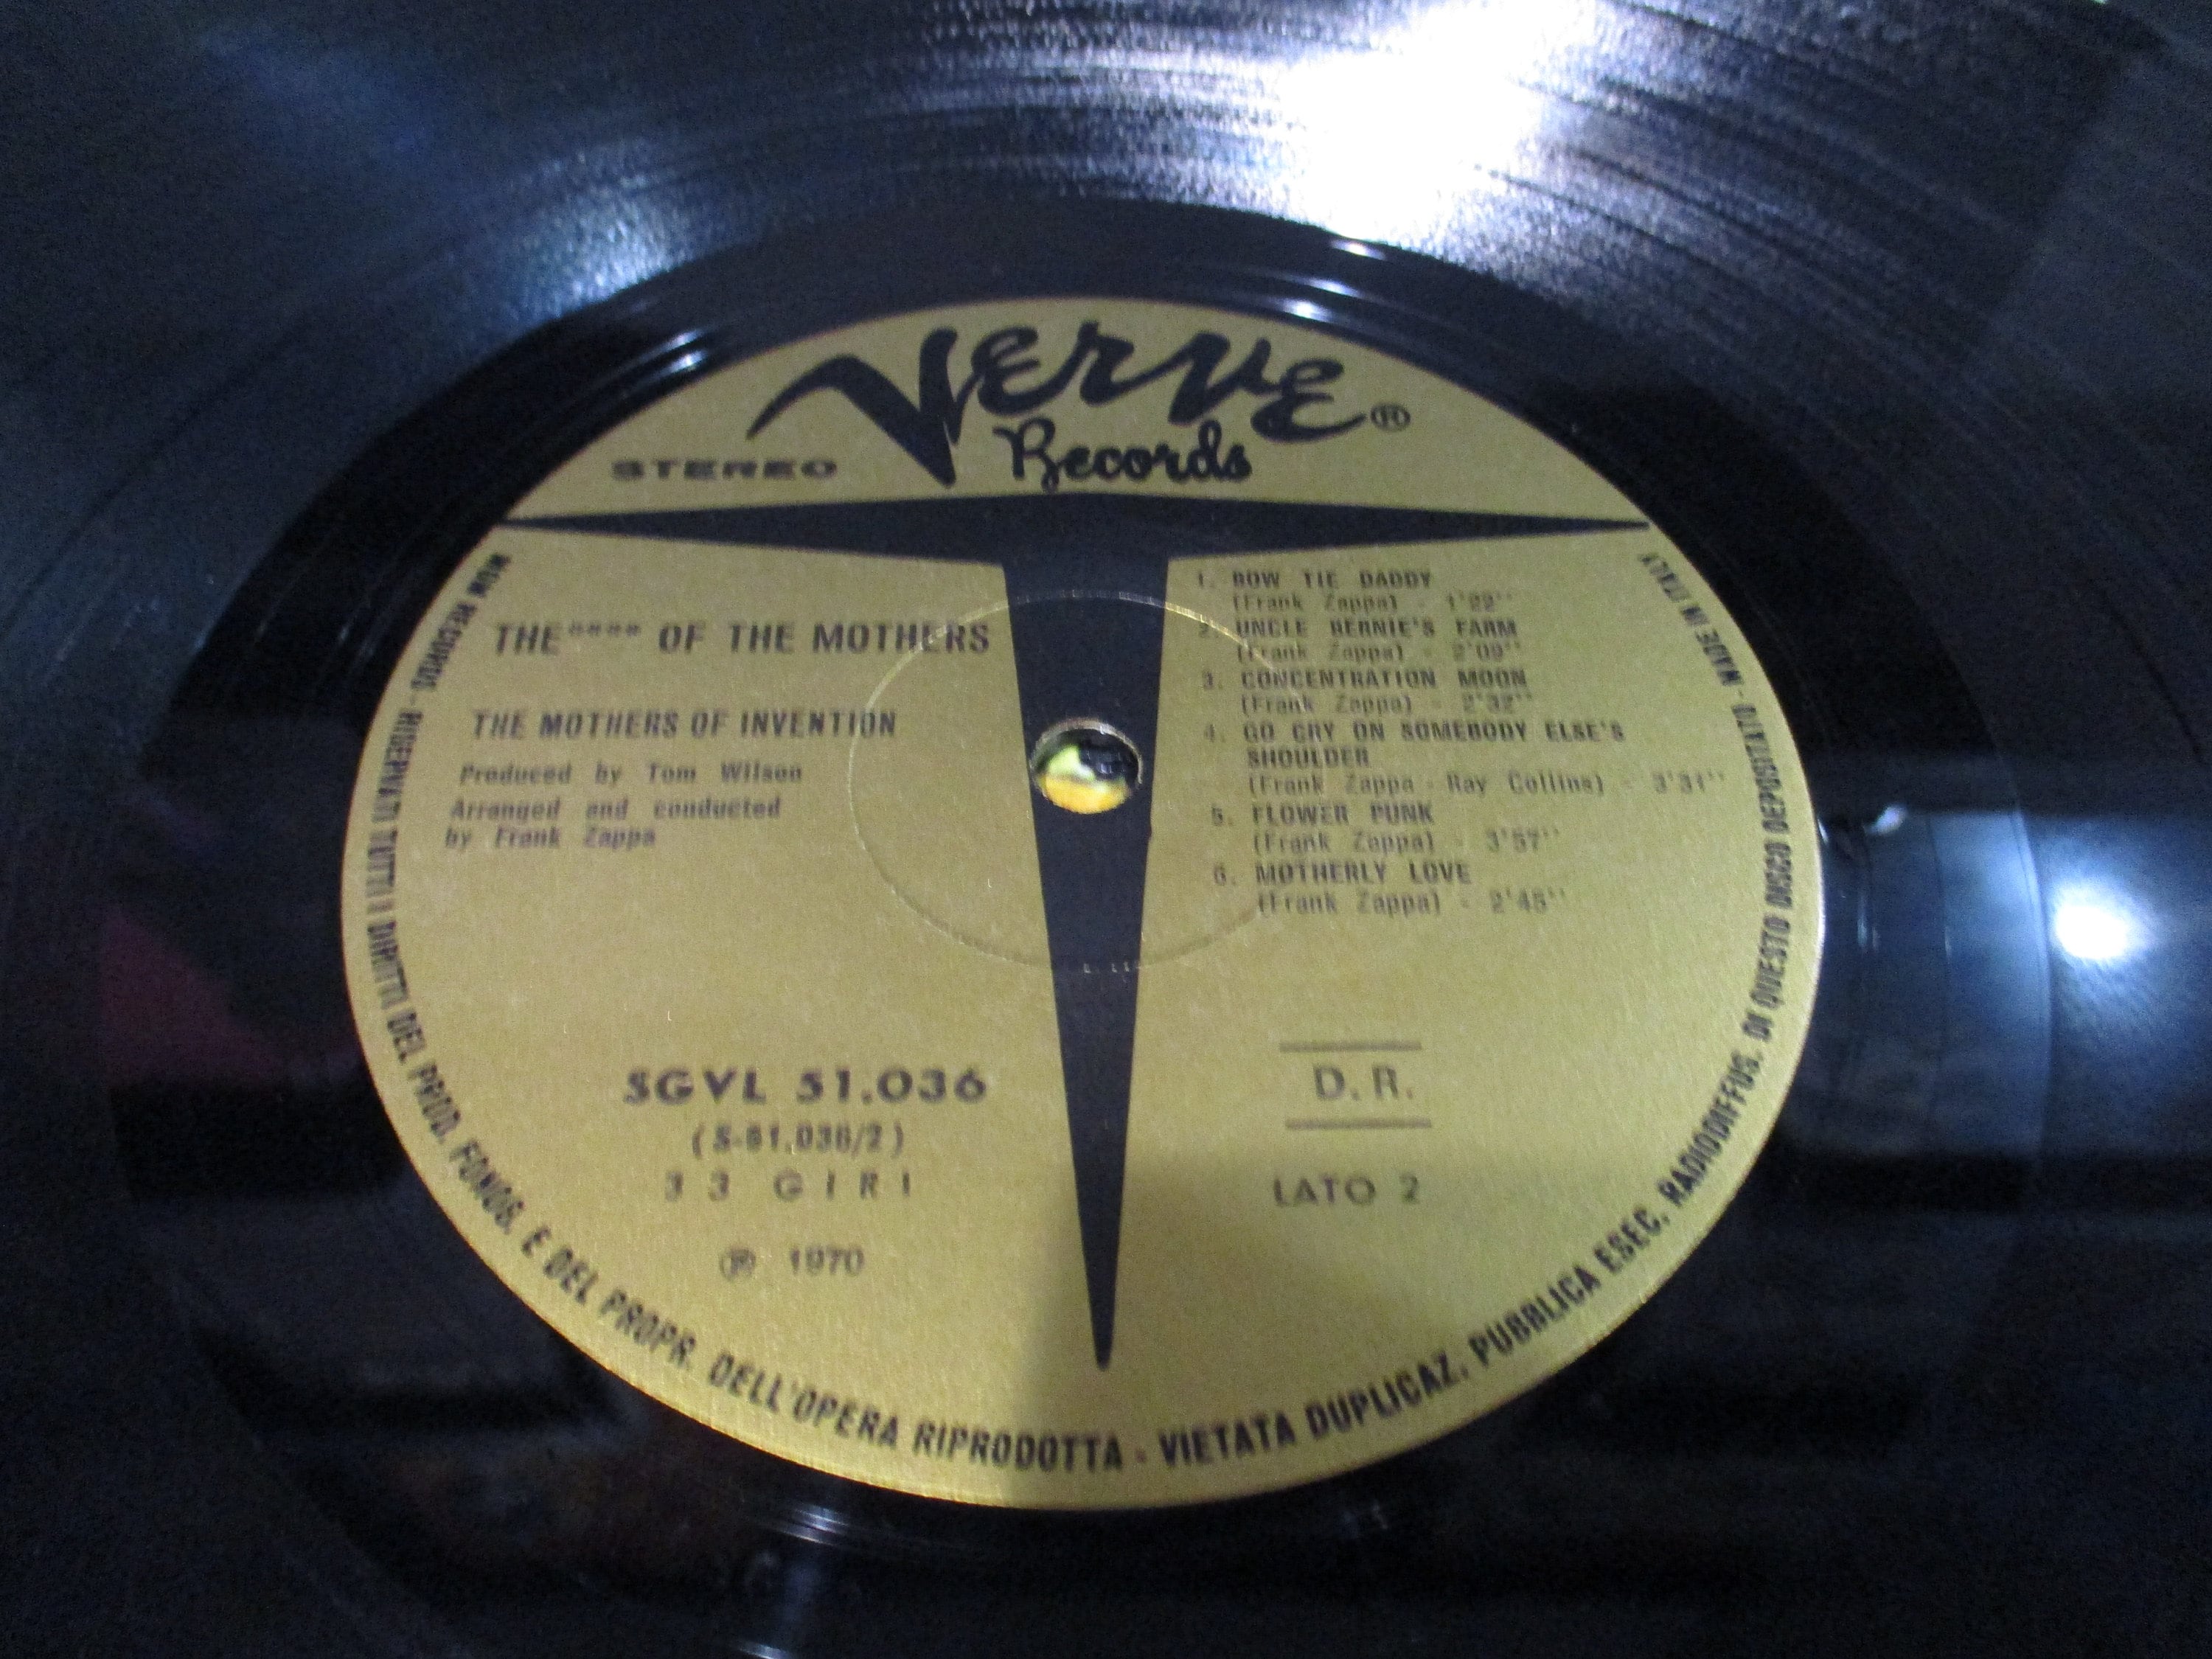 Verve ®
Records
STEREO
THE**** OF THE MOTHERS
THE MOTHERS OF INVENTION
Produced by Tom Wilson
Arranged and conducted
by Frank Zappa
1. BOW TIE DADDY
(Frank Zappa) - 1'22''
2. UNCLE BERNIE'S FARM
(Frank Zappa) - 2'09''
3. CONCENTRATION MOON
(Frank Zappa) - 2'32''
4. GO CRY ON SOMEBODY ELSE'S
SHOULDER
(Frank Zappa - Ray Collins) - 3'31''
5. FLOWER PUNK
(Frank Zappa) - 3'57''
6. MOTHERLY LOVE
(Frank Zappa) - 2'45''
SGVL 51.036
(S-51.036/2)
33 GIRI
Ⓟ 1970
D.R.
LATO 2
MGM RECORDS - RISERVATI TUTTI I DIRITTI DEL PROD. FONOG. E DEL PROPR. DELL'OPERA RIPRODOTTA - VIETATA DUPLICAZ. PUBBLICA ESEC. RADIODIFFUS. DI QUESTO DISCO DEPOSITATO - MADE IN ITALY